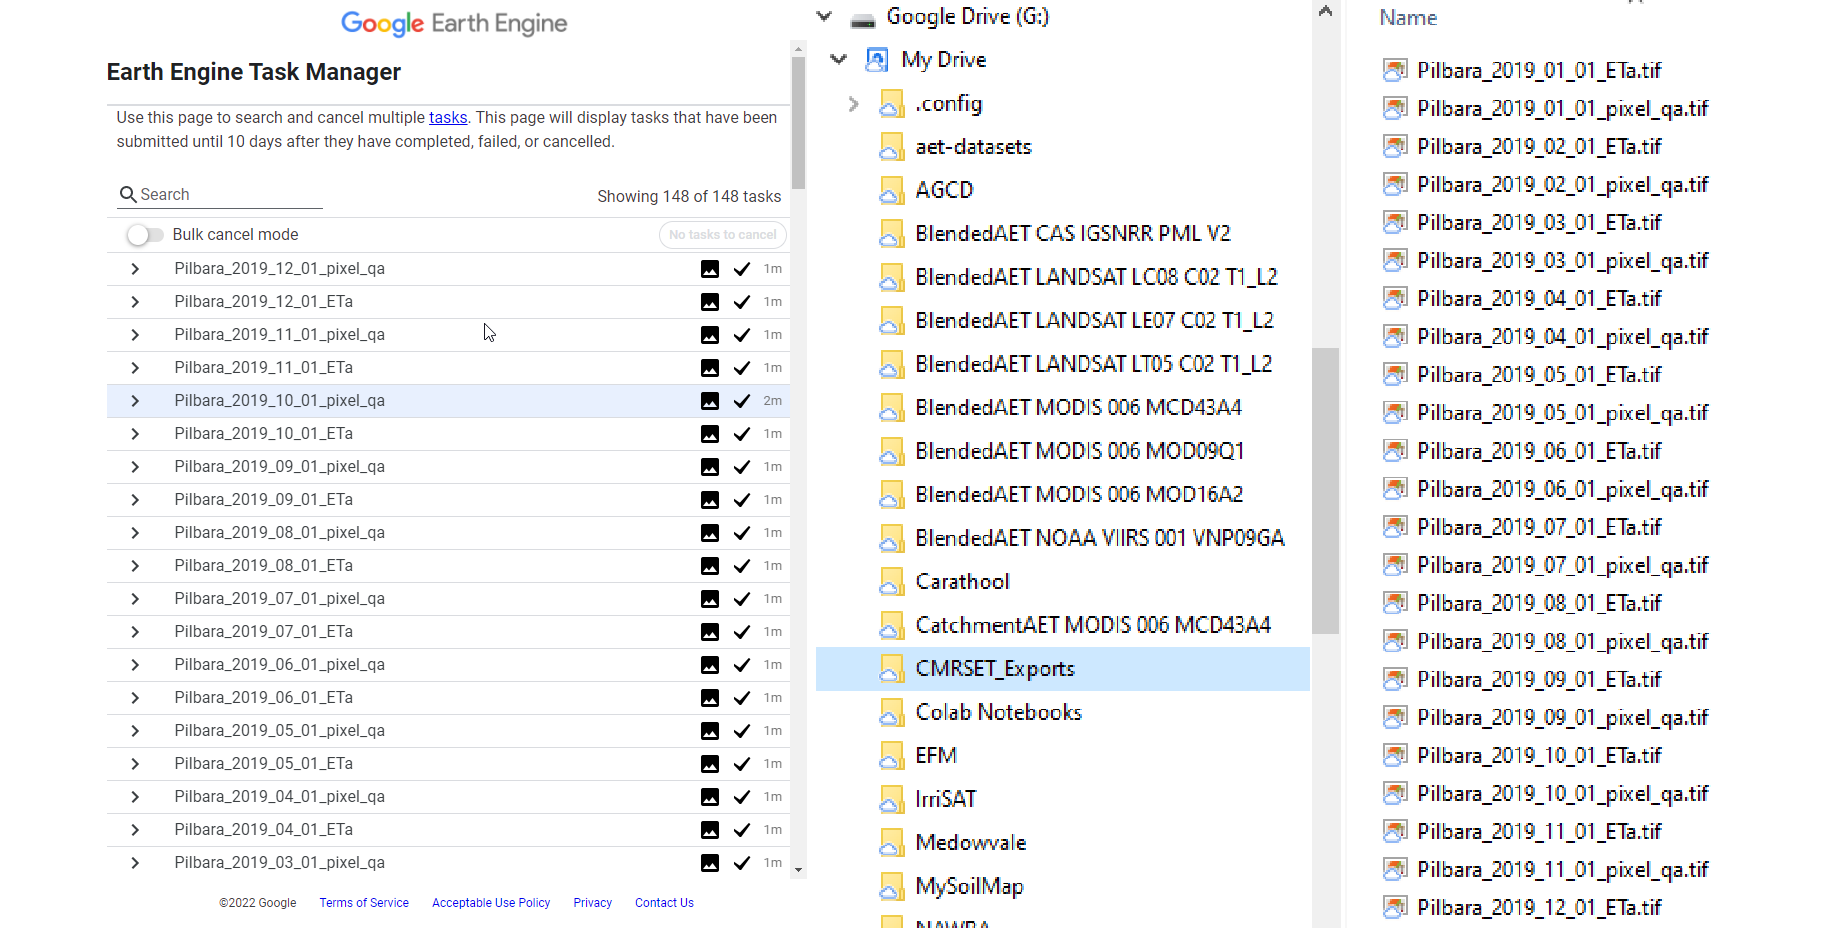 Google Earth Engine
Earth Engine Task Manager
Use this page to search and cancel multiple tasks. This page will display tasks that have been
submitted until 10 days after they have completed, failed, or cancelled.
Search
Showing 148 of 148 tasks
Bulk cancel mode
No tasks to cancel
Pilbara_2019_12_01_pixel_qa 1m
Pilbara_2019_12_01_ETa 1m
Pilbara_2019_11_01_pixel_qa 1m
Pilbara_2019_11_01_ETa 1m
Pilbara_2019_10_01_pixel_qa 2m
Pilbara_2019_10_01_ETa 1m
Pilbara_2019_09_01_pixel_qa 1m
Pilbara_2019_09_01_ETa 1m
Pilbara_2019_08_01_pixel_qa 1m
Pilbara_2019_08_01_ETa 1m
Pilbara_2019_07_01_pixel_qa 1m
Pilbara_2019_07_01_ETa 1m
Pilbara_2019_06_01_pixel_qa 1m
Pilbara_2019_06_01_ETa 1m
Pilbara_2019_05_01_pixel_qa 1m
Pilbara_2019_05_01_ETa 1m
Pilbara_2019_04_01_pixel_qa 1m
Pilbara_2019_04_01_ETa 1m
Pilbara_2019_03_01_pixel_qa 1m
©2022 Google Terms of Service Acceptable Use Policy Privacy Contact Us
Google Drive (G:)
My Drive
.config
aet-datasets
AGCD
BlendedAET CAS IGSNRR PML V2
BlendedAET LANDSAT LC08 C02 T1_L2
BlendedAET LANDSAT LE07 C02 T1_L2
BlendedAET LANDSAT LT05 C02 T1_L2
BlendedAET MODIS 006 MCD43A4
BlendedAET MODIS 006 MOD09Q1
BlendedAET MODIS 006 MOD16A2
BlendedAET NOAA VIIRS 001 VNP09GA
Carathool
CatchmentAET MODIS 006 MCD43A4
CMRSET_Exports
Colab Notebooks
EFM
IrriSAT
Medowvale
MySoilMap
Name
Pilbara_2019_01_01_ETa.tif
Pilbara_2019_01_01_pixel_qa.tif
Pilbara_2019_02_01_ETa.tif
Pilbara_2019_02_01_pixel_qa.tif
Pilbara_2019_03_01_ETa.tif
Pilbara_2019_03_01_pixel_qa.tif
Pilbara_2019_04_01_ETa.tif
Pilbara_2019_04_01_pixel_qa.tif
Pilbara_2019_05_01_ETa.tif
Pilbara_2019_05_01_pixel_qa.tif
Pilbara_2019_06_01_ETa.tif
Pilbara_2019_06_01_pixel_qa.tif
Pilbara_2019_07_01_ETa.tif
Pilbara_2019_07_01_pixel_qa.tif
Pilbara_2019_08_01_ETa.tif
Pilbara_2019_08_01_pixel_qa.tif
Pilbara_2019_09_01_ETa.tif
Pilbara_2019_09_01_pixel_qa.tif
Pilbara_2019_10_01_ETa.tif
Pilbara_2019_10_01_pixel_qa.tif
Pilbara_2019_11_01_ETa.tif
Pilbara_2019_11_01_pixel_qa.tif
Pilbara_2019_12_01_ETa.tif